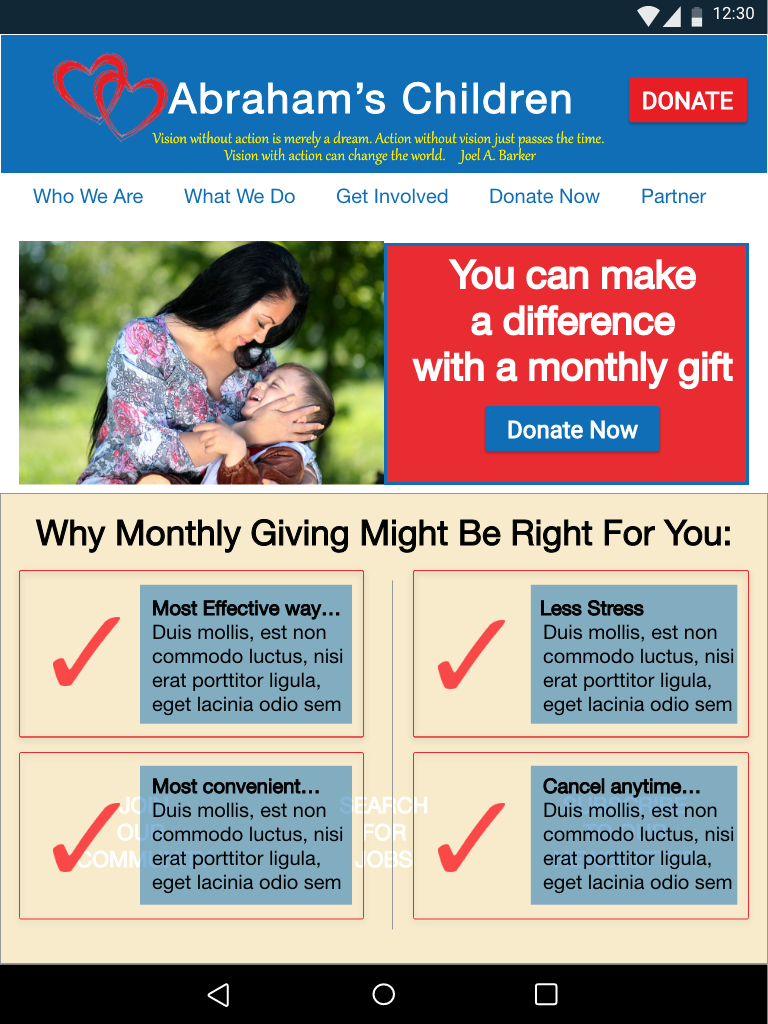 12:30
Abraham’s Children
DONATE
Vision without action is merely a dream. Action without vision just passes the time.
Vision with action can change the world. Joel A. Barker
Who We Are What We Do Get Involved Donate Now Partner
You can make
a difference
with a monthly gift
Donate Now
Why Monthly Giving Might Be Right For You:
Most Effective way…
Duis mollis, est non
commodo luctus, nisi
erat porttitor ligula,
eget lacinia odio sem
Less Stress
Duis mollis, est non
commodo luctus, nisi
erat porttitor ligula,
eget lacinia odio sem
Most convenient…
Duis mollis, est non
commodo luctus, nisi
erat porttitor ligula,
eget lacinia odio sem
SEARCH
FOR
JOBS
Cancel anytime…
Duis mollis, est non
commodo luctus, nisi
erat porttitor ligula,
eget lacinia odio sem